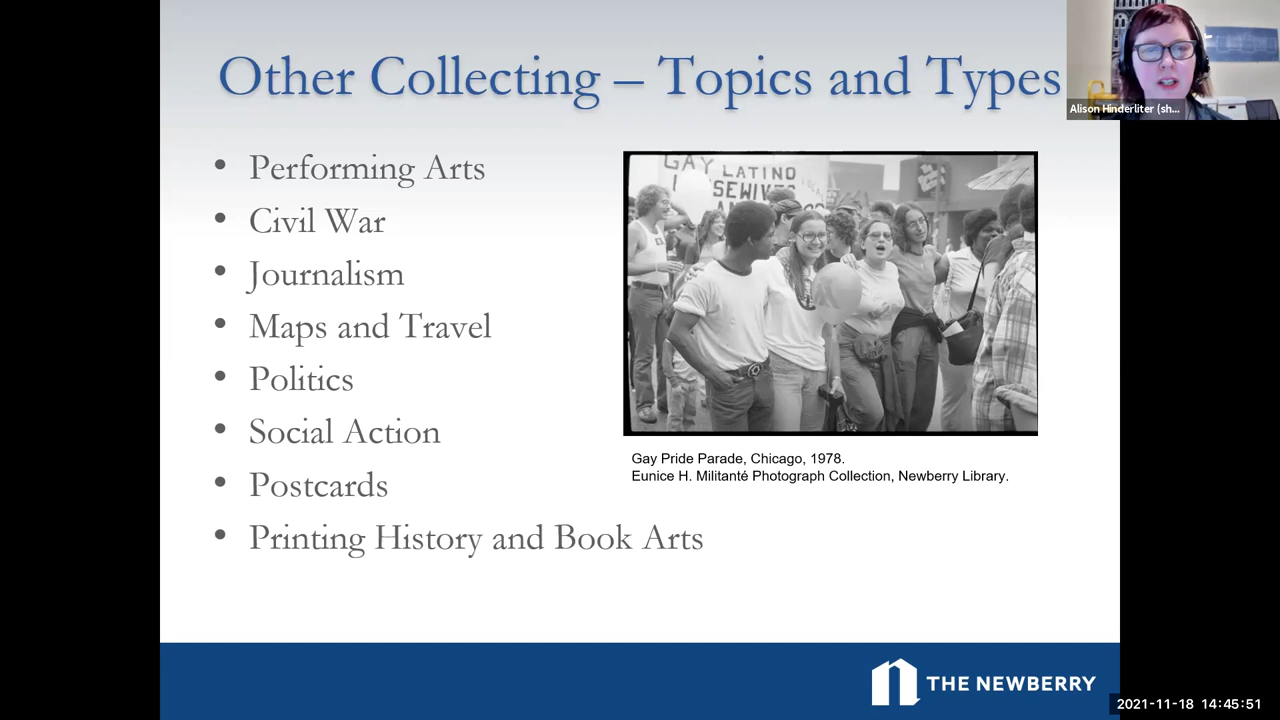 Other Collecting – Topics and Types
Alison Hinderliter (sh...
• Performing Arts
• Civil War
• Journalism
• Maps and Travel
• Politics
• Social Action
• Postcards
• Printing History and Book Arts
GAY LATINO
Gay Pride Parade, Chicago, 1978.
Eunice H. Militanté Photograph Collection, Newberry Library.
THE NEWBERRY
2021-11-18 14:45:51